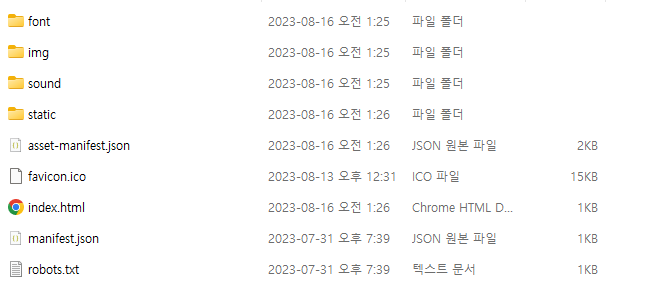 font 2023-08-16 오전 1:25 파일 폴더
img 2023-08-16 오전 1:25 파일 폴더
sound 2023-08-16 오전 1:25 파일 폴더
static 2023-08-16 오전 1:26 파일 폴더
asset-manifest.json 2023-08-16 오전 1:26 JSON 원본 파일 2KB
favicon.ico 2023-08-13 오후 12:31 ICO 파일 15KB
index.html 2023-08-16 오전 1:26 Chrome HTML D... 1KB
manifest.json 2023-07-31 오후 7:39 JSON 원본 파일 1KB
robots.txt 2023-07-31 오후 7:39 텍스트 문서 1KB